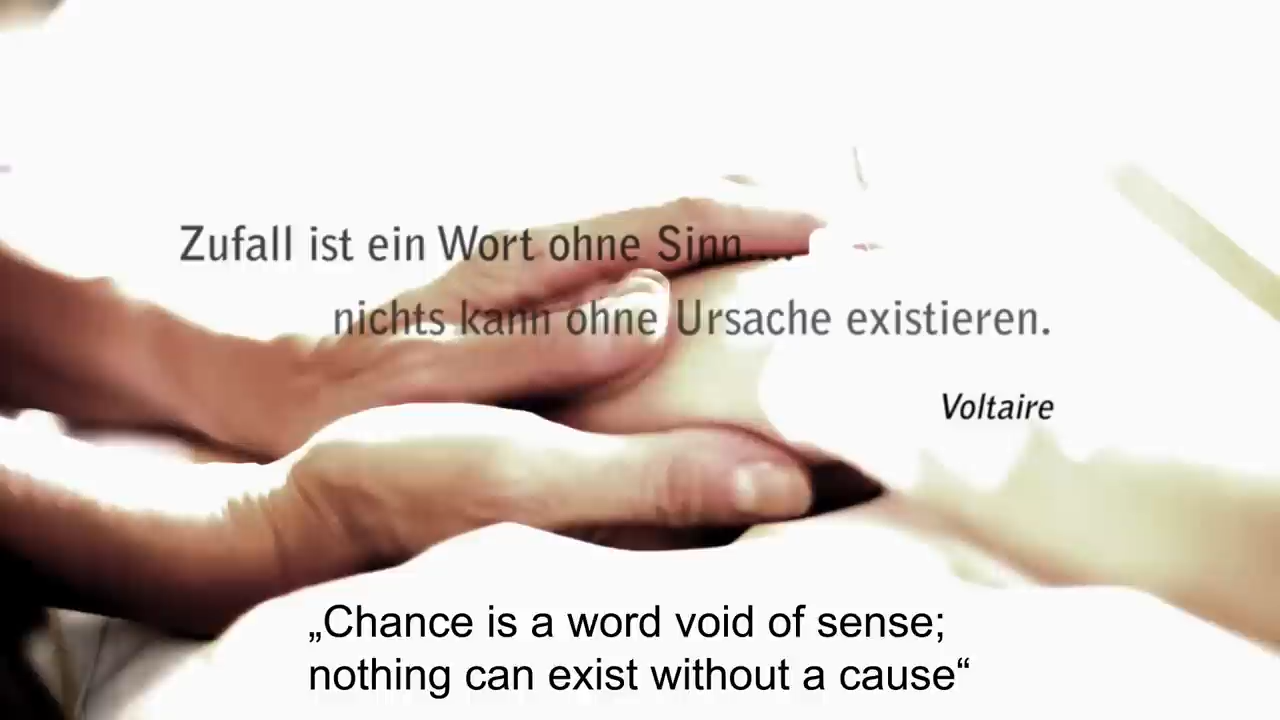 Zufall ist ein Wort ohne Sinn....
nichts kann ohne Ursache existieren.
Voltaire
„Chance is a word void of sense;
nothing can exist without a cause“